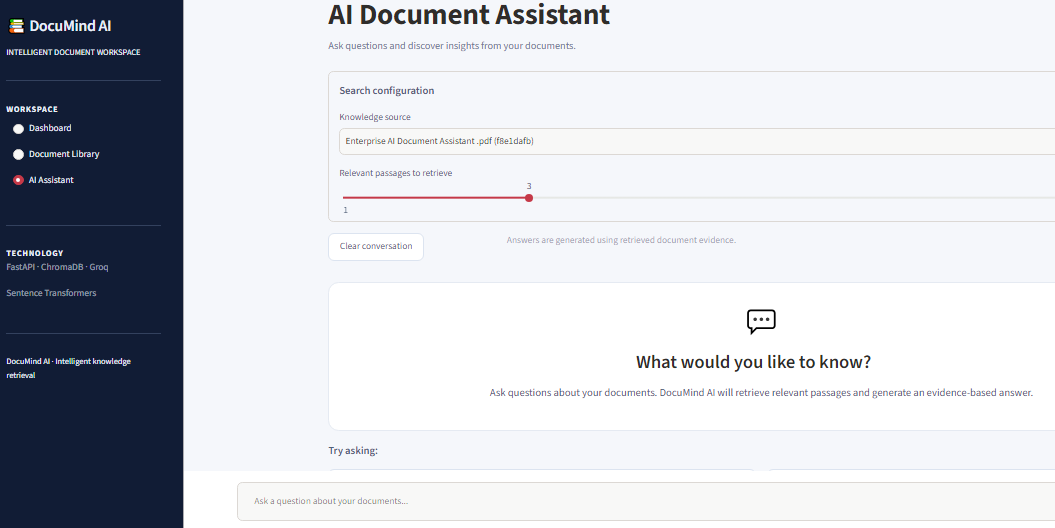 DocuMind AI
INTELLIGENT DOCUMENT WORKSPACE
WORKSPACE
Dashboard
Document Library
AI Assistant
TECHNOLOGY
FastAPI · ChromaDB · Groq
Sentence Transformers
DocuMind AI · Intelligent knowledge
retrieval
AI Document Assistant
Ask questions and discover insights from your documents.
Search configuration
Knowledge source
Enterprise AI Document Assistant .pdf (f8e1dafb)
Relevant passages to retrieve
3
1
Clear conversation
Answers are generated using retrieved document evidence.
What would you like to know?
Ask questions about your documents. DocuMind AI will retrieve relevant passages and generate an evidence-based answer.
Try asking:
Ask a question about your documents...